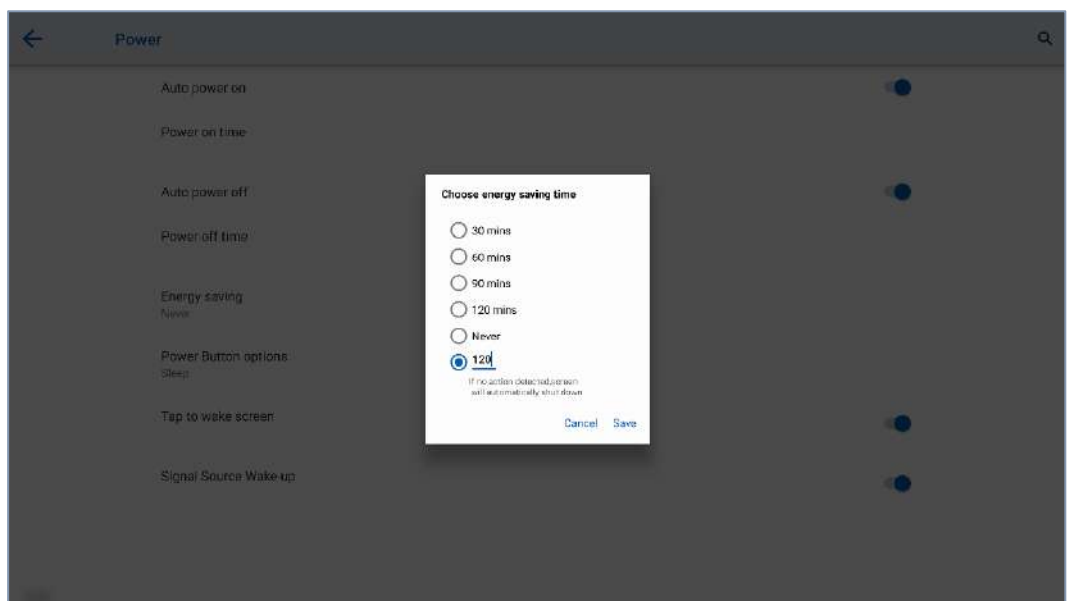 Power
Auto power on
Power on time
Auto power off
Power off time
Energy saving
Never
Power Button options
Sleep
Tap to wake screen
Signal Source Wake-up
Choose energy saving time
30 mins
60 mins
90 mins
120 mins
Never
120
If no action detected,screen
will automatically shut down
Cancel Save